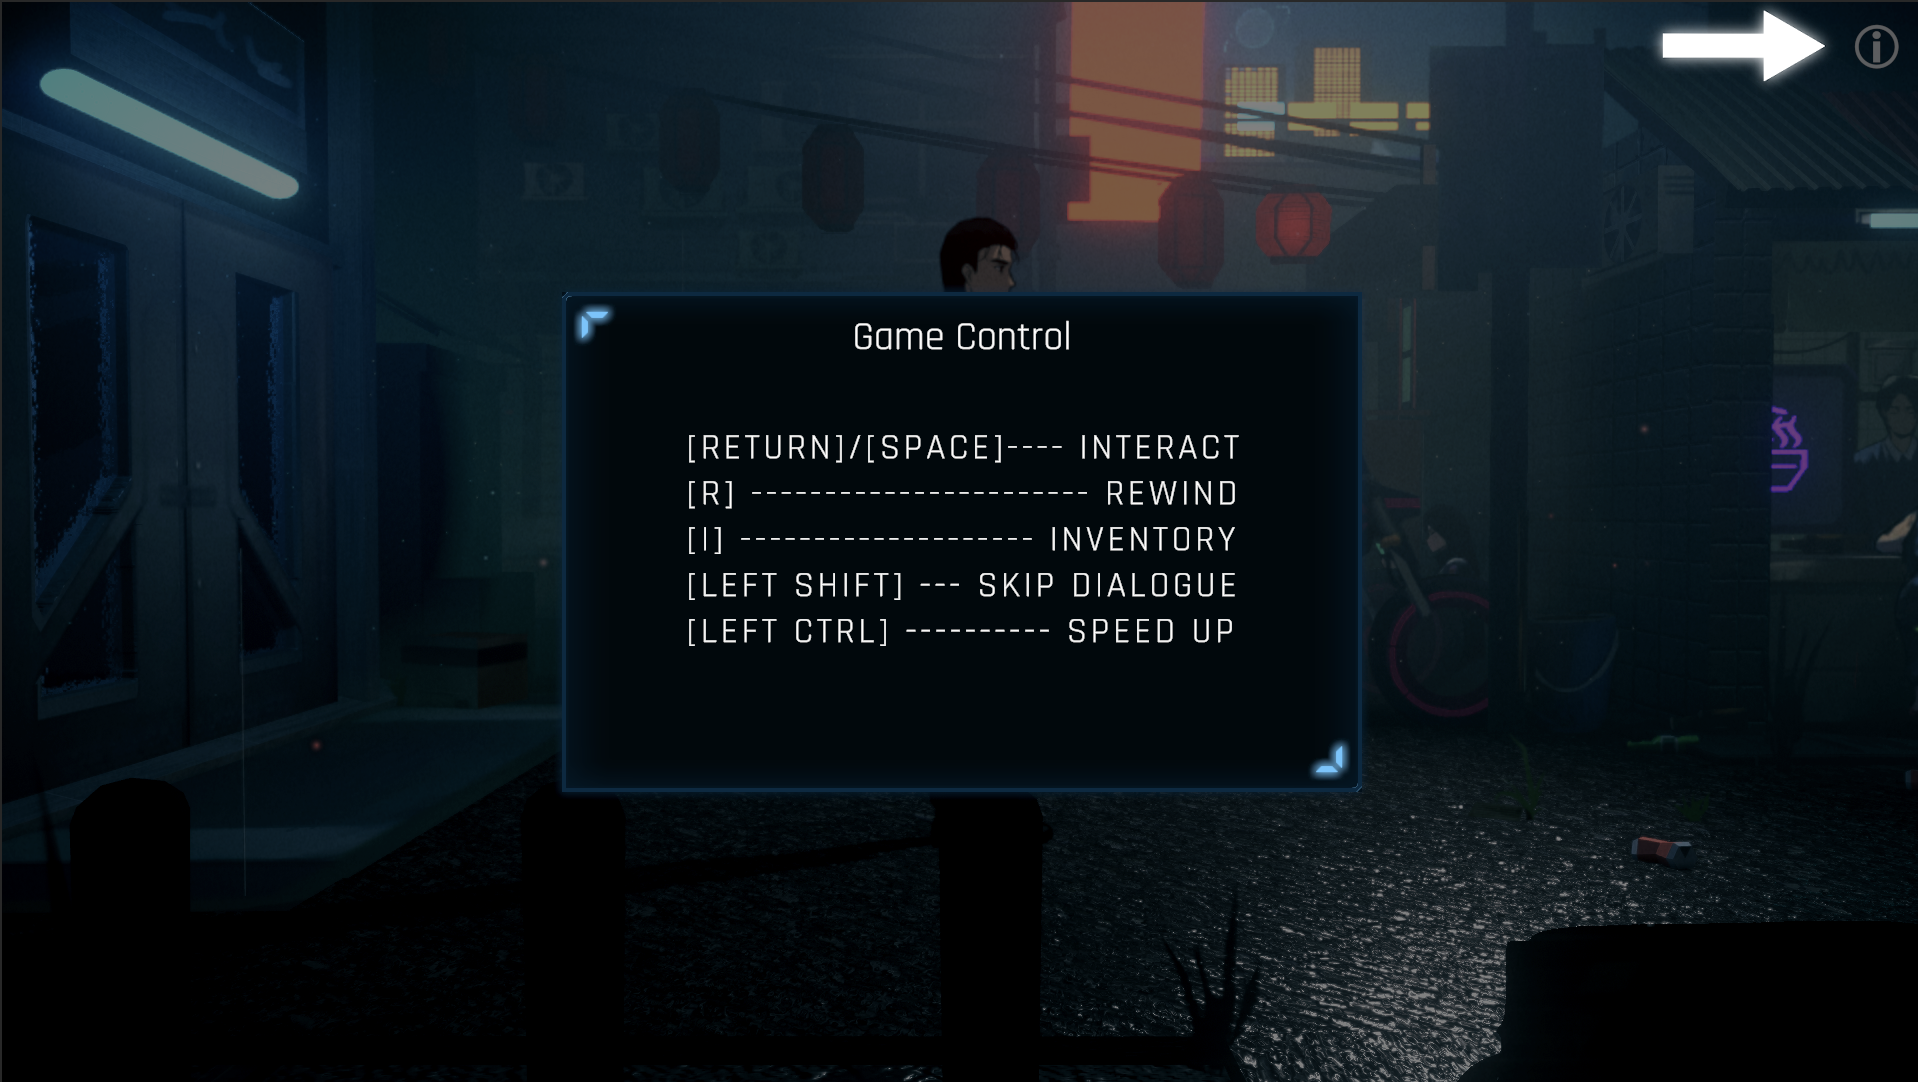 Game Control
[RETURN]/[SPACE]---- INTERACT
[R] ----------------------- REWIND
[I] -------------------- INVENTORY
[LEFT SHIFT] --- SKIP DIALOGUE
[LEFT CTRL] ---------- SPEED UP